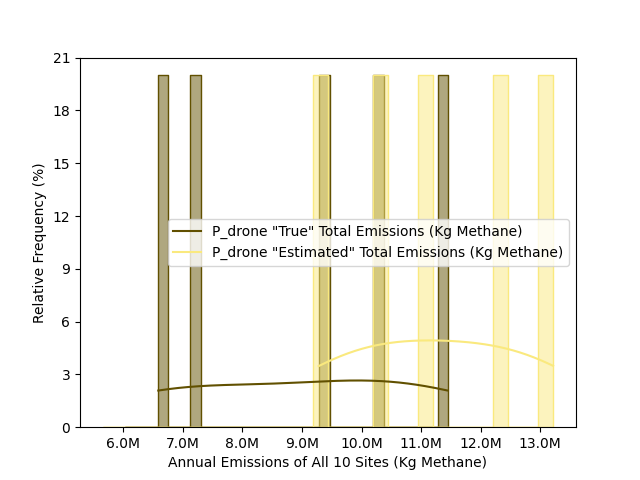 21
18
15
12
9
6
3
0
Relative Frequency (%)
P_drone "True" Total Emissions (Kg Methane)
P_drone "Estimated" Total Emissions (Kg Methane)
6.0M 7.0M 8.0M 9.0M 10.0M 11.0M 12.0M 13.0M
Annual Emissions of All 10 Sites (Kg Methane)